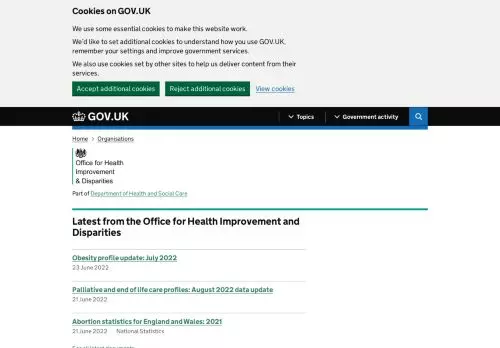 Cookies on GOV.UK
We use some essential cookies to make this website work.
We'd like to set additional cookies to understand how you use GOV.UK,
remember your settings and improve government services.
We also use cookies set by other sites to help us deliver content from their
services.
Accept additional cookies Reject additional cookies View cookies
GOV.UK Topics Government activity
Home Organisations
Office for Health
Improvement
& Disparities
Part of Department of Health and Social Care
Latest from the Office for Health Improvement and
Disparities
Obesity profile update: July 2022
23 June 2022
Palliative and end of life care profiles: August 2022 data update
21 June 2022
Abortion statistics for England and Wales: 2021
21 June 2022 National Statistics